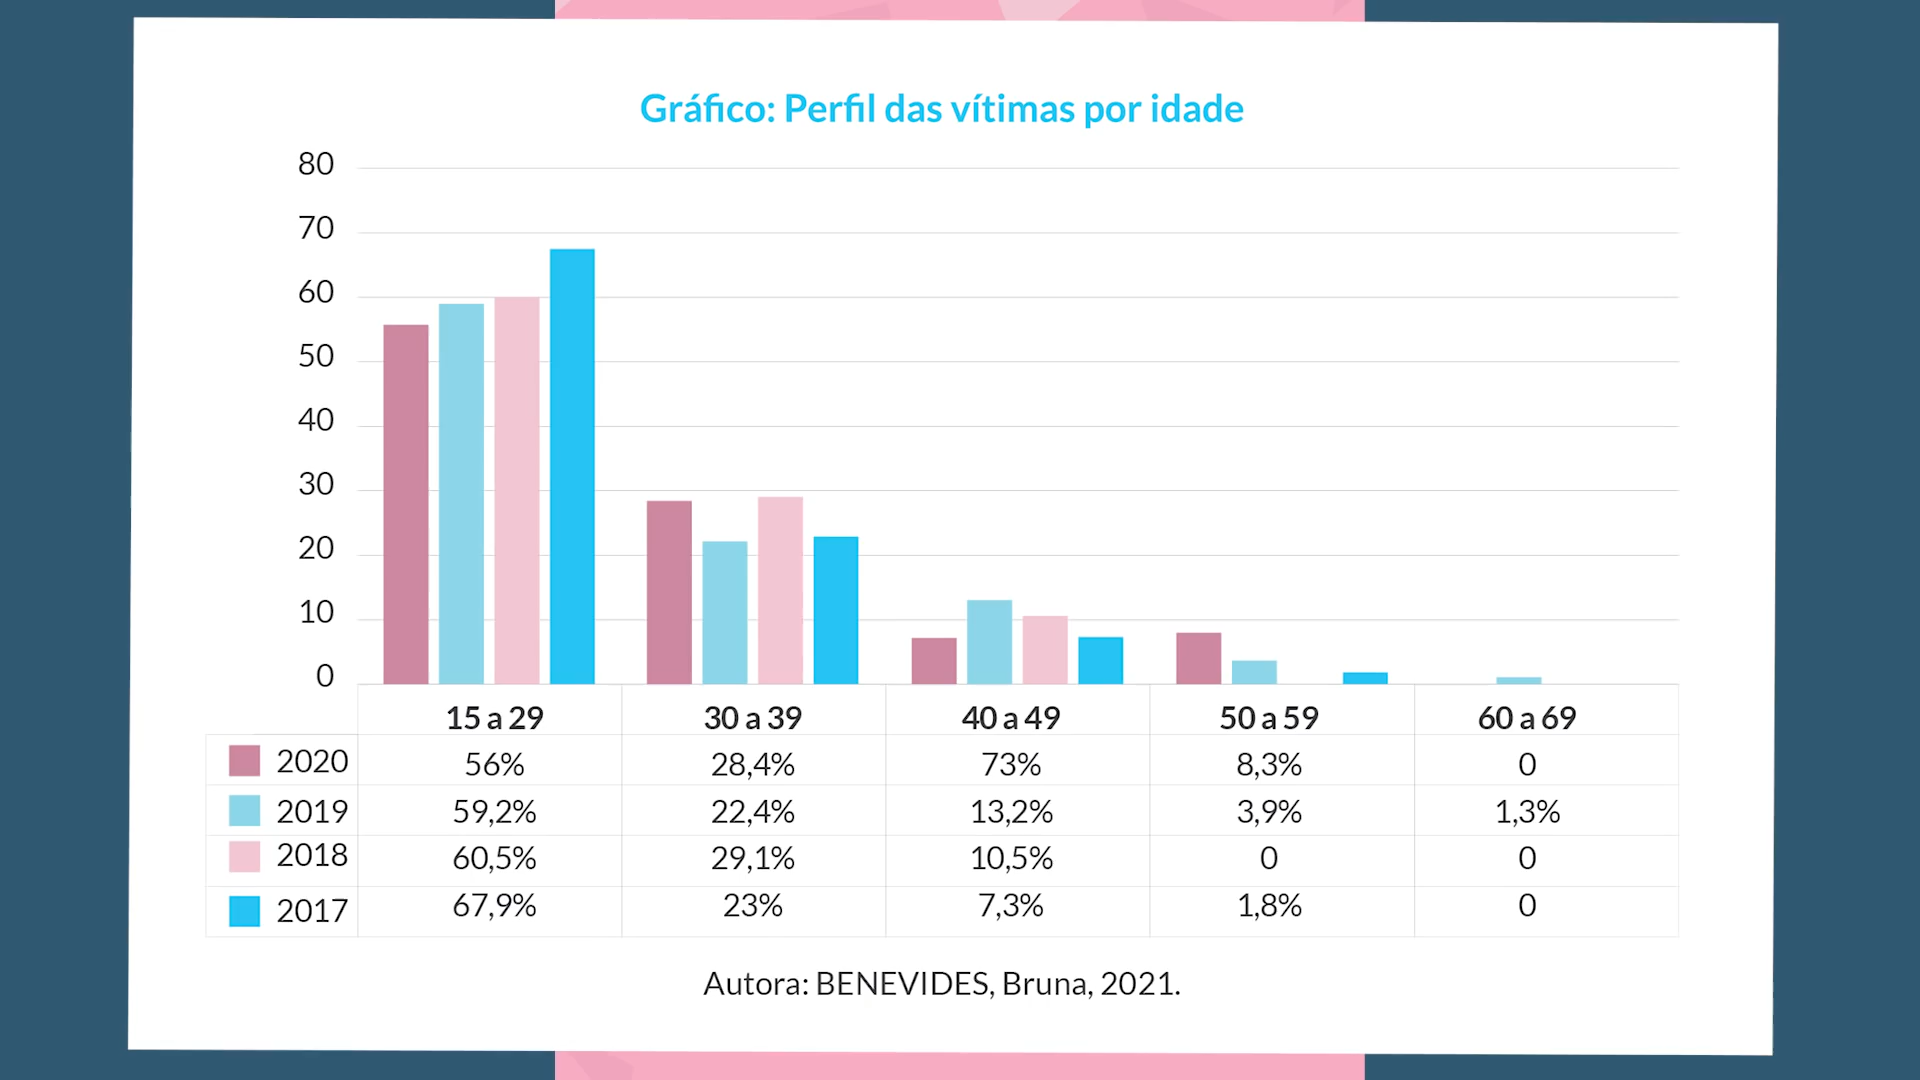 Gráfico: Perfil das vítimas por idade
80
70
60
50
40
30
20
10
0
15 a 29 30 a 39 40 a 49 50 a 59 60 a 69
2020 56% 28,4% 73% 8,3% 0
2019 59,2% 22,4% 13,2% 3,9% 1,3%
2018 60,5% 29,1% 10,5% 0 0
2017 67,9% 23% 7,3% 1,8% 0
Autora: BENEVIDES, Bruna, 2021.